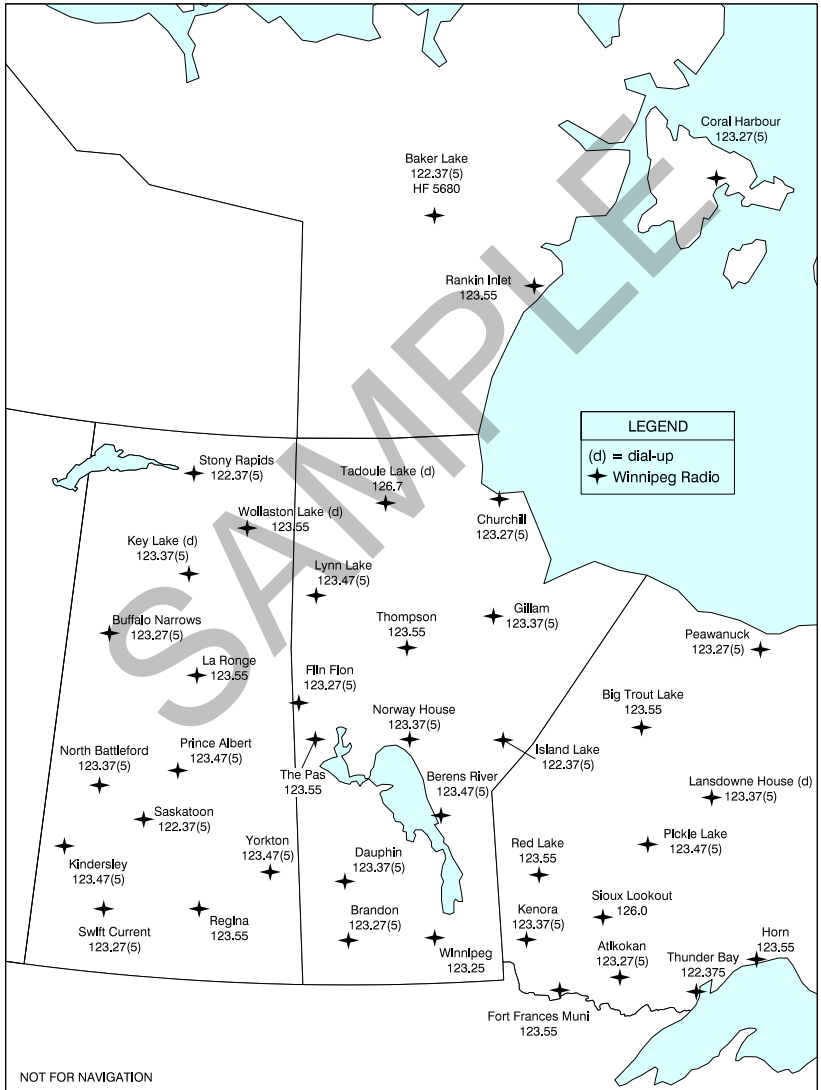 Coral Harbour
123.27(5)
Baker Lake
122.37(5)
HF 5680
Rankin Inlet
123.55
SAMPLE
LEGEND
(d) = dial-up
Winnipeg Radio
Stony Rapids
122.37(5)
Tadoule Lake (d)
126.7
Wollaston Lake (d)
123.55
Churchill
123.27(5)
Key Lake (d)
123.37(5)
Lynn Lake
123.47(5)
Gillam
123.37(5)
Buffalo Narrows
123.27(5)
Thompson
123.55
Peawanuck
123.27(5)
La Ronge
123.55
Flin Flon
123.27(5)
Big Trout Lake
123.55
Norway House
123.37(5)
Island Lake
122.37(5)
North Battleford
123.37(5)
Prince Albert
123.47(5)
The Pas
123.55
Berens River
123.47(5)
Lansdowne House (d)
123.37(5)
Saskatoon
122.37(5)
Pickle Lake
123.47(5)
Kindersley
123.47(5)
Yorkton
123.47(5)
Dauphin
123.37(5)
Red Lake
123.55
Swift Current
123.27(5)
Regina
123.55
Brandon
123.27(5)
Winnipeg
123.25
Kenora
123.37(5)
Sioux Lookout
126.0
Atikokan
123.27(5)
Thunder Bay
122.375
Horn
123.55
Fort Frances Muni
123.55
NOT FOR NAVIGATION